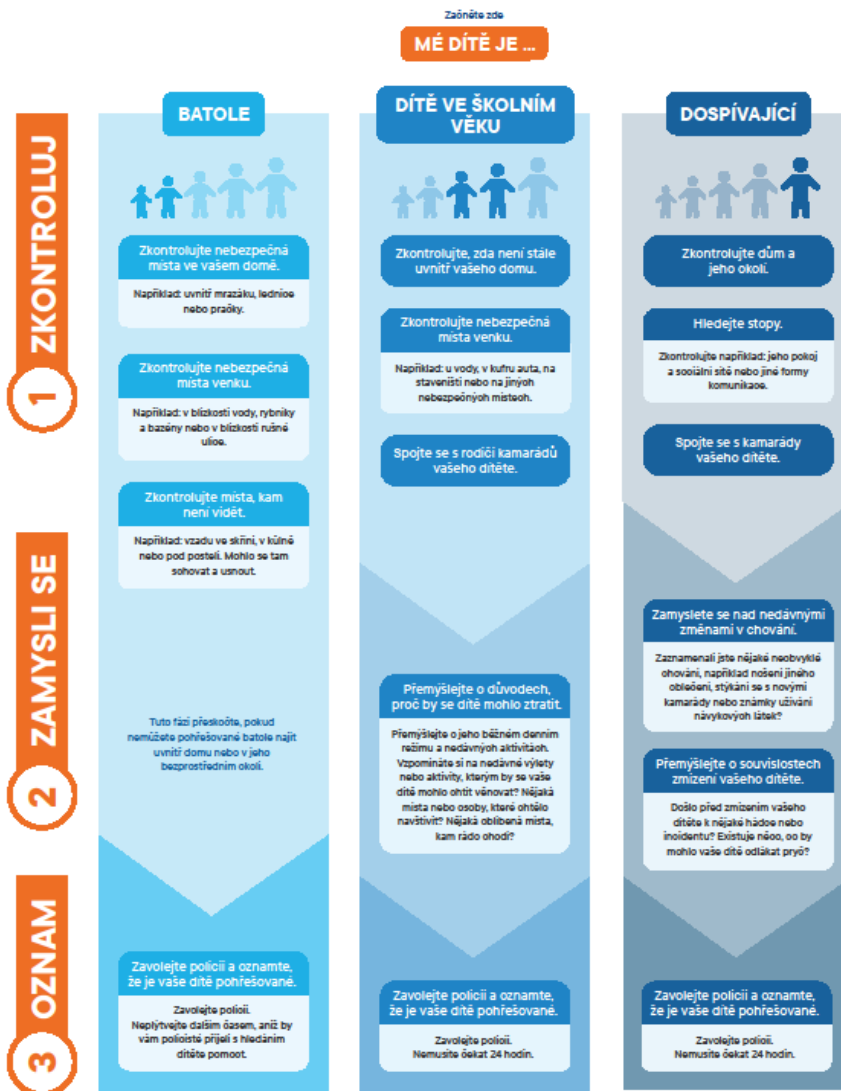 Začněte zde
MÉ DÍTĚ JE ...
1 ZKONTROLUJ
2 ZAMYSLI SE
3 OZNAM
BATOLE
Zkontrolujte nebezpečná
místa ve vašem domě.
Například: uvnitř mrazáku, lednice
nebo pračky.
Zkontrolujte nebezpečná
místa venku.
Například: v blízkosti vody, rybníky
a bazény nebo v blízkosti rušné
ulice.
Zkontrolujte místa, kam
není vidět.
Například: vzadu ve skříni, v kůlně
nebo pod postelí. Mohlo se tam
schovat a usnout.
Tuto fázi přeskočte, pokud
nemůžete pohřešované batole najít
uvnitř domu nebo v jeho
bezprostředním okolí.
Zavolejte policii a oznamte,
že je vaše dítě pohřešované.
Zavolejte policii.
Neplýtvejte dalším časem, aniž by
vám policisté přijeli s hledáním
dítěte pomoct.
DÍTĚ VE ŠKOLNÍM
VĚKU
Zkontrolujte, zda není stále
uvnitř vašeho domu.
Zkontrolujte nebezpečná
místa venku.
Například: u vody, v kufru auta, na
staveništi nebo na jiných
nebezpečných místech.
Spojte se s rodiči kamarádů
vašeho dítěte.
Přemýšlejte o důvodech,
proč by se dítě mohlo ztratit.
Přemýšlejte o jeho běžném denním
režimu a nedávných aktivitách.
Vzpomínáte si na nedávné výlety
nebo aktivity, kterým by se vaše
dítě mohlo chtít věnovat? Nějaká
místa nebo osoby, které chtělo
navštívit? Nějaká oblíbená místa,
kam rádo chodí?
Zavolejte policii a oznamte,
že je vaše dítě pohřešované.
Zavolejte policii.
Nemusíte čekat 24 hodin.
DOSPÍVAJÍCÍ
Zkontrolujte dům a
jeho okolí.
Hledejte stopy.
Zkontrolujte například: jeho pokoj
a sociální sítě nebo jiné formy
komunikace.
Spojte se s kamarády
vašeho dítěte.
Zamyslete se nad nedávnými
změnami v chování.
Zaznamenali jste nějaké neobvyklé
chování, například nošení jiného
oblečení, stýkání se s novými
kamarády nebo známky užívání
návykových látek?
Přemýšlejte o souvislostech
zmizení vašeho dítěte.
Došlo před zmizením vašeho
dítěte k nějaké hádce nebo
incidentu? Existuje něco, co by
mohlo vaše dítě odlákat pryč?
Zavolejte policii a oznamte,
že je vaše dítě pohřešované.
Zavolejte policii.
Nemusíte čekat 24 hodin.